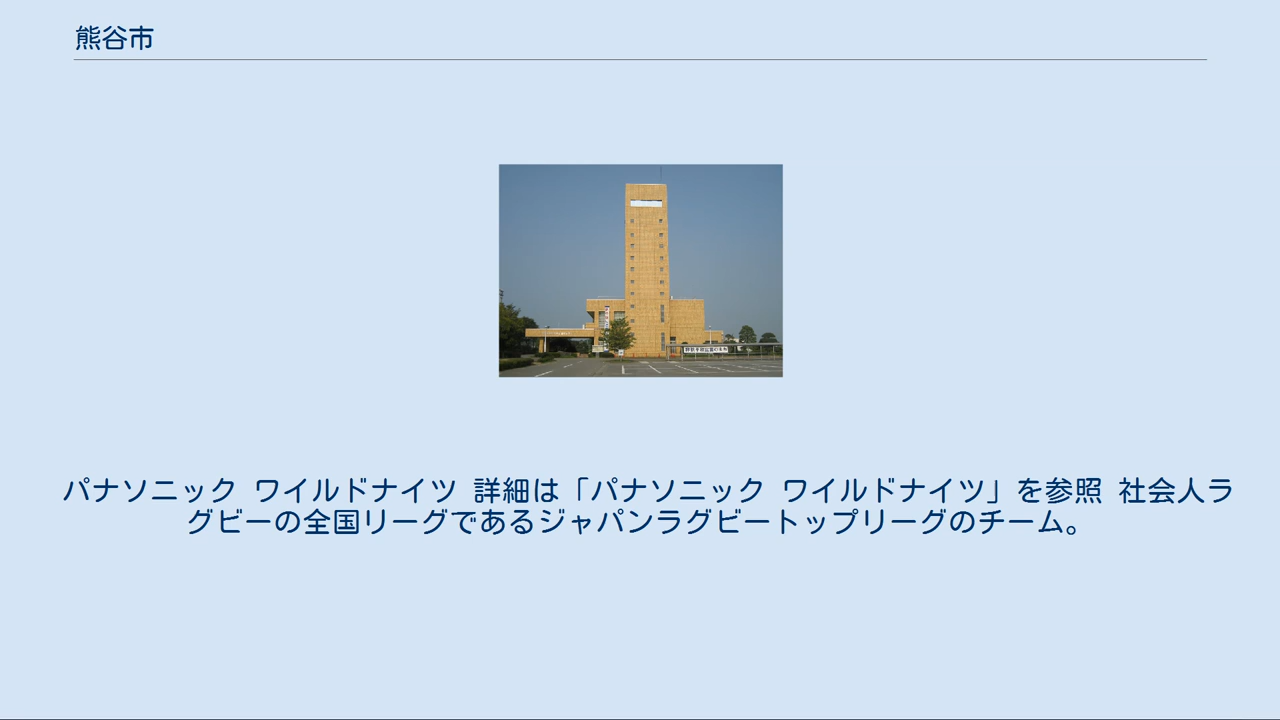 熊谷市
パナソニック ワイルドナイツ 詳細は「パナソニック ワイルドナイツ」を参照 社会人ラ
グビーの全国リーグであるジャパンラグビートップリーグのチーム。